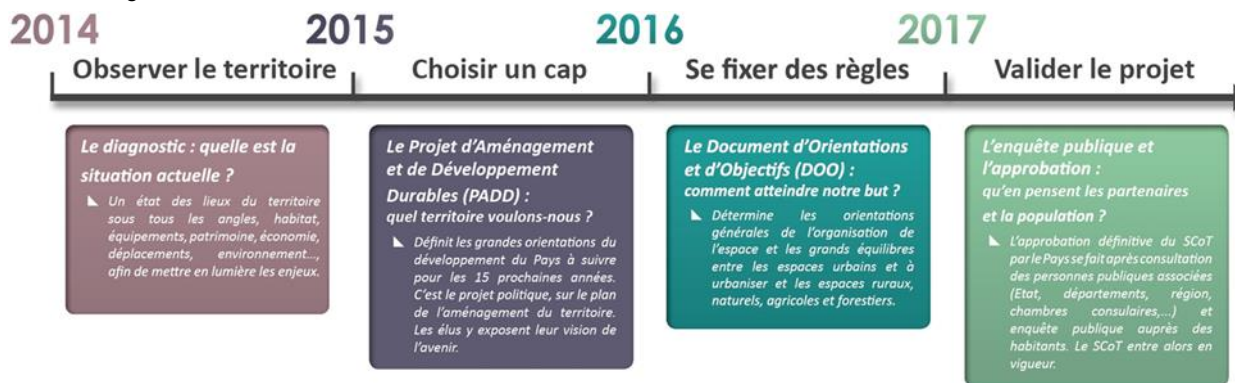 2014
2015
2016
2017
Observer le territoire
Choisir un cap
Se fixer des règles
Valider le projet
Le diagnostic : quelle est la
situation actuelle ?
Un état des lieux du territoire
sous tous les angles, habitat,
équipements, patrimoine, économie,
déplacements, environnement...,
afin de mettre en lumière les enjeux.
Le Projet d'Aménagement
et de Développement
Durables (PADD) :
quel territoire voulons-nous ?
Définit les grandes orientations du
développement du Pays à suivre
pour les 15 prochaines années.
C'est le projet politique, sur le plan
de l'aménagement du territoire.
Les élus y exposent leur vision de
l'avenir.
Le Document d'Orientations
et d'Objectifs (DOO) :
comment atteindre notre but ?
Détermine les orientations
générales de l'organisation de
l'espace et les grands équilibres
entre les espaces urbains et à
urbaniser et les espaces ruraux,
naturels, agricoles et forestiers.
L'enquête publique et
l'approbation :
qu'en pensent les partenaires
et la population ?
L'approbation définitive du SCoT
par le Pays se fait après consultation
des personnes publiques associées
(Etat, départements, région,
chambres consulaires,...) et
enquête publique auprès des
habitants. Le SCoT entre alors en
vigueur.